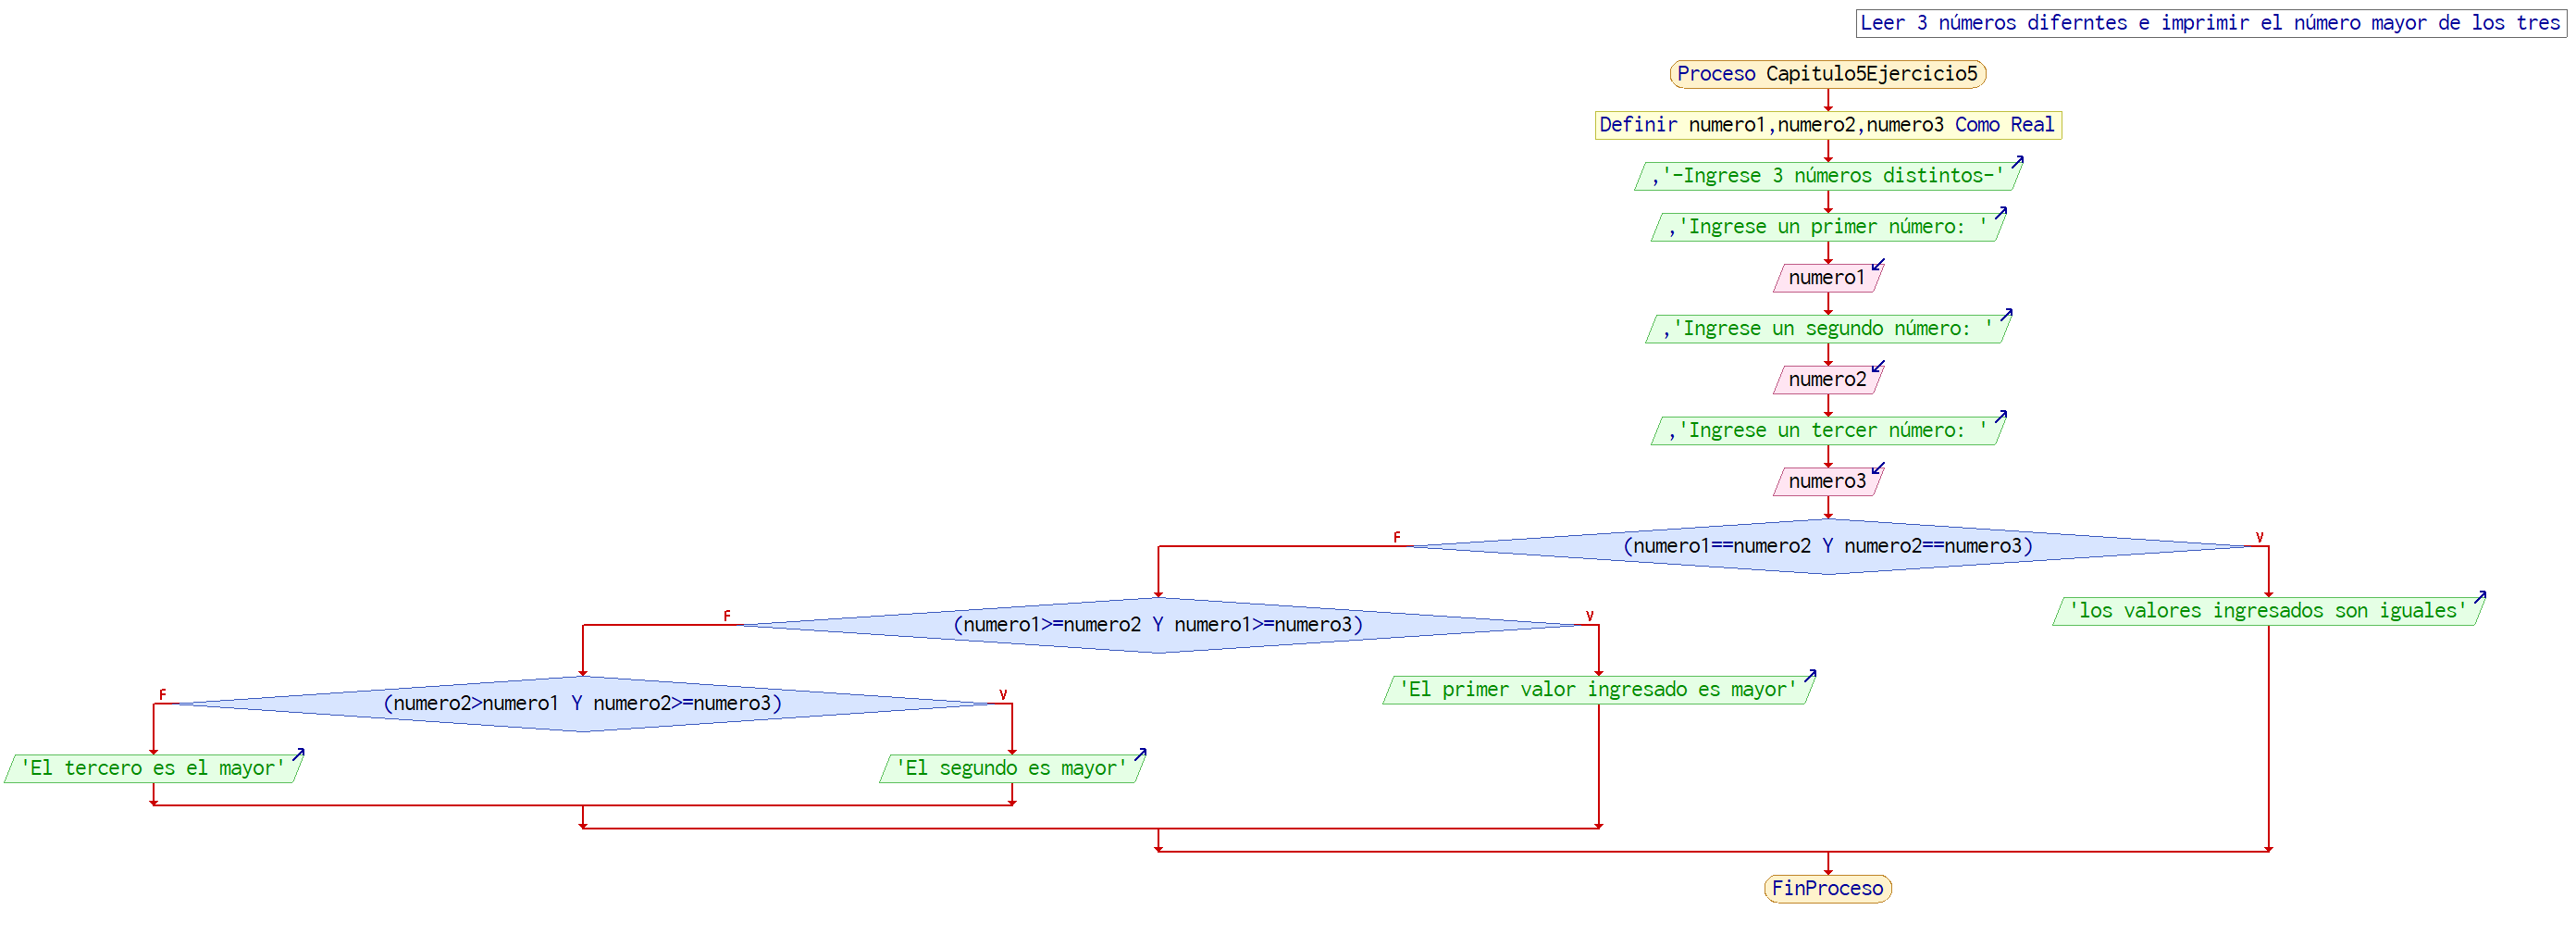 Leer 3 números diferntes e imprimir el número mayor de los tres
Proceso Capitulo5Ejercicio5
Definir numero1,numero2,numero3 Como Real
,'-Ingrese 3 números distintos-'
,'Ingrese un primer número: '
numero1
,'Ingrese un segundo número: '
numero2
,'Ingrese un tercer número: '
numero3
F
(numero1==numero2 Y numero2==numero3)
V
F
(numero1>=numero2 Y numero1>=numero3)
V
'los valores ingresados son iguales'
F
(numero2>numero1 Y numero2>=numero3)
V
'El primer valor ingresado es mayor'
'El tercero es el mayor'
'El segundo es mayor'
FinProceso